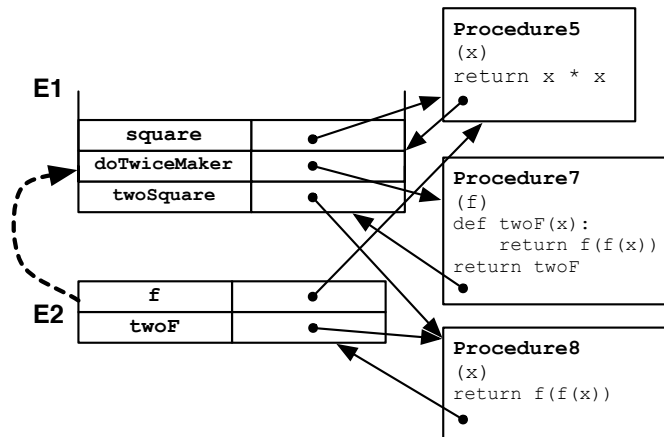 E1
square
doTwiceMaker
twoSquare
E2
f
twoF
Procedure5
(x)
return x * x
Procedure7
(f)
def twoF(x):
    return f(f(x))
return twoF
Procedure8
(x)
return f(f(x))